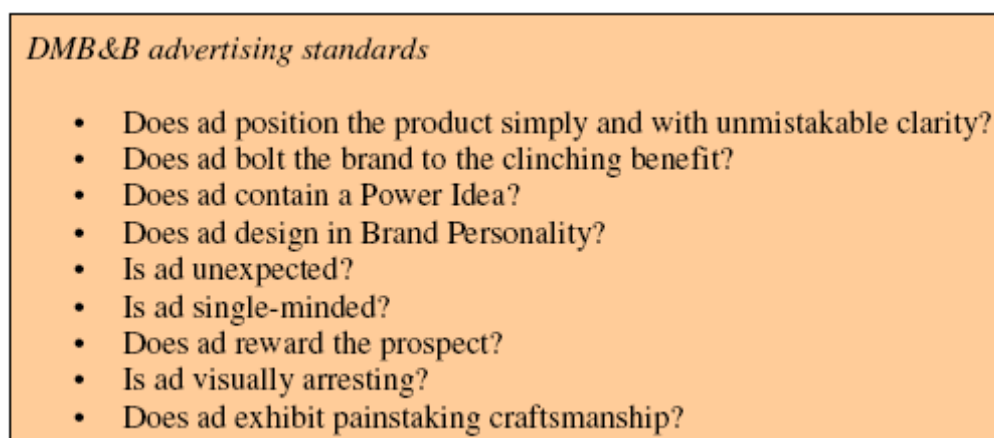 DMB&B advertising standards
• Does ad position the product simply and with unmistakable clarity?
• Does ad bolt the brand to the clinching benefit?
• Does ad contain a Power Idea?
• Does ad design in Brand Personality?
• Is ad unexpected?
• Is ad single-minded?
• Does ad reward the prospect?
• Is ad visually arresting?
• Does ad exhibit painstaking craftsmanship?